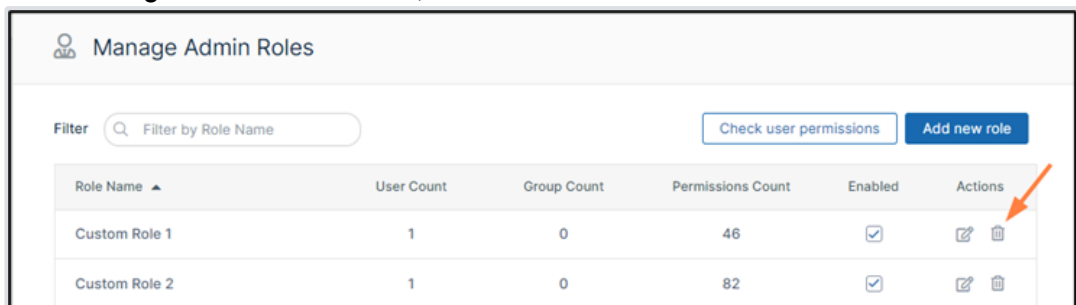 Manage Admin Roles
Filter Filter by Role Name Check user permissions Add new role
Role Name User Count Group Count Permissions Count Enabled Actions
Custom Role 1 1 0 46
Custom Role 2 1 0 82